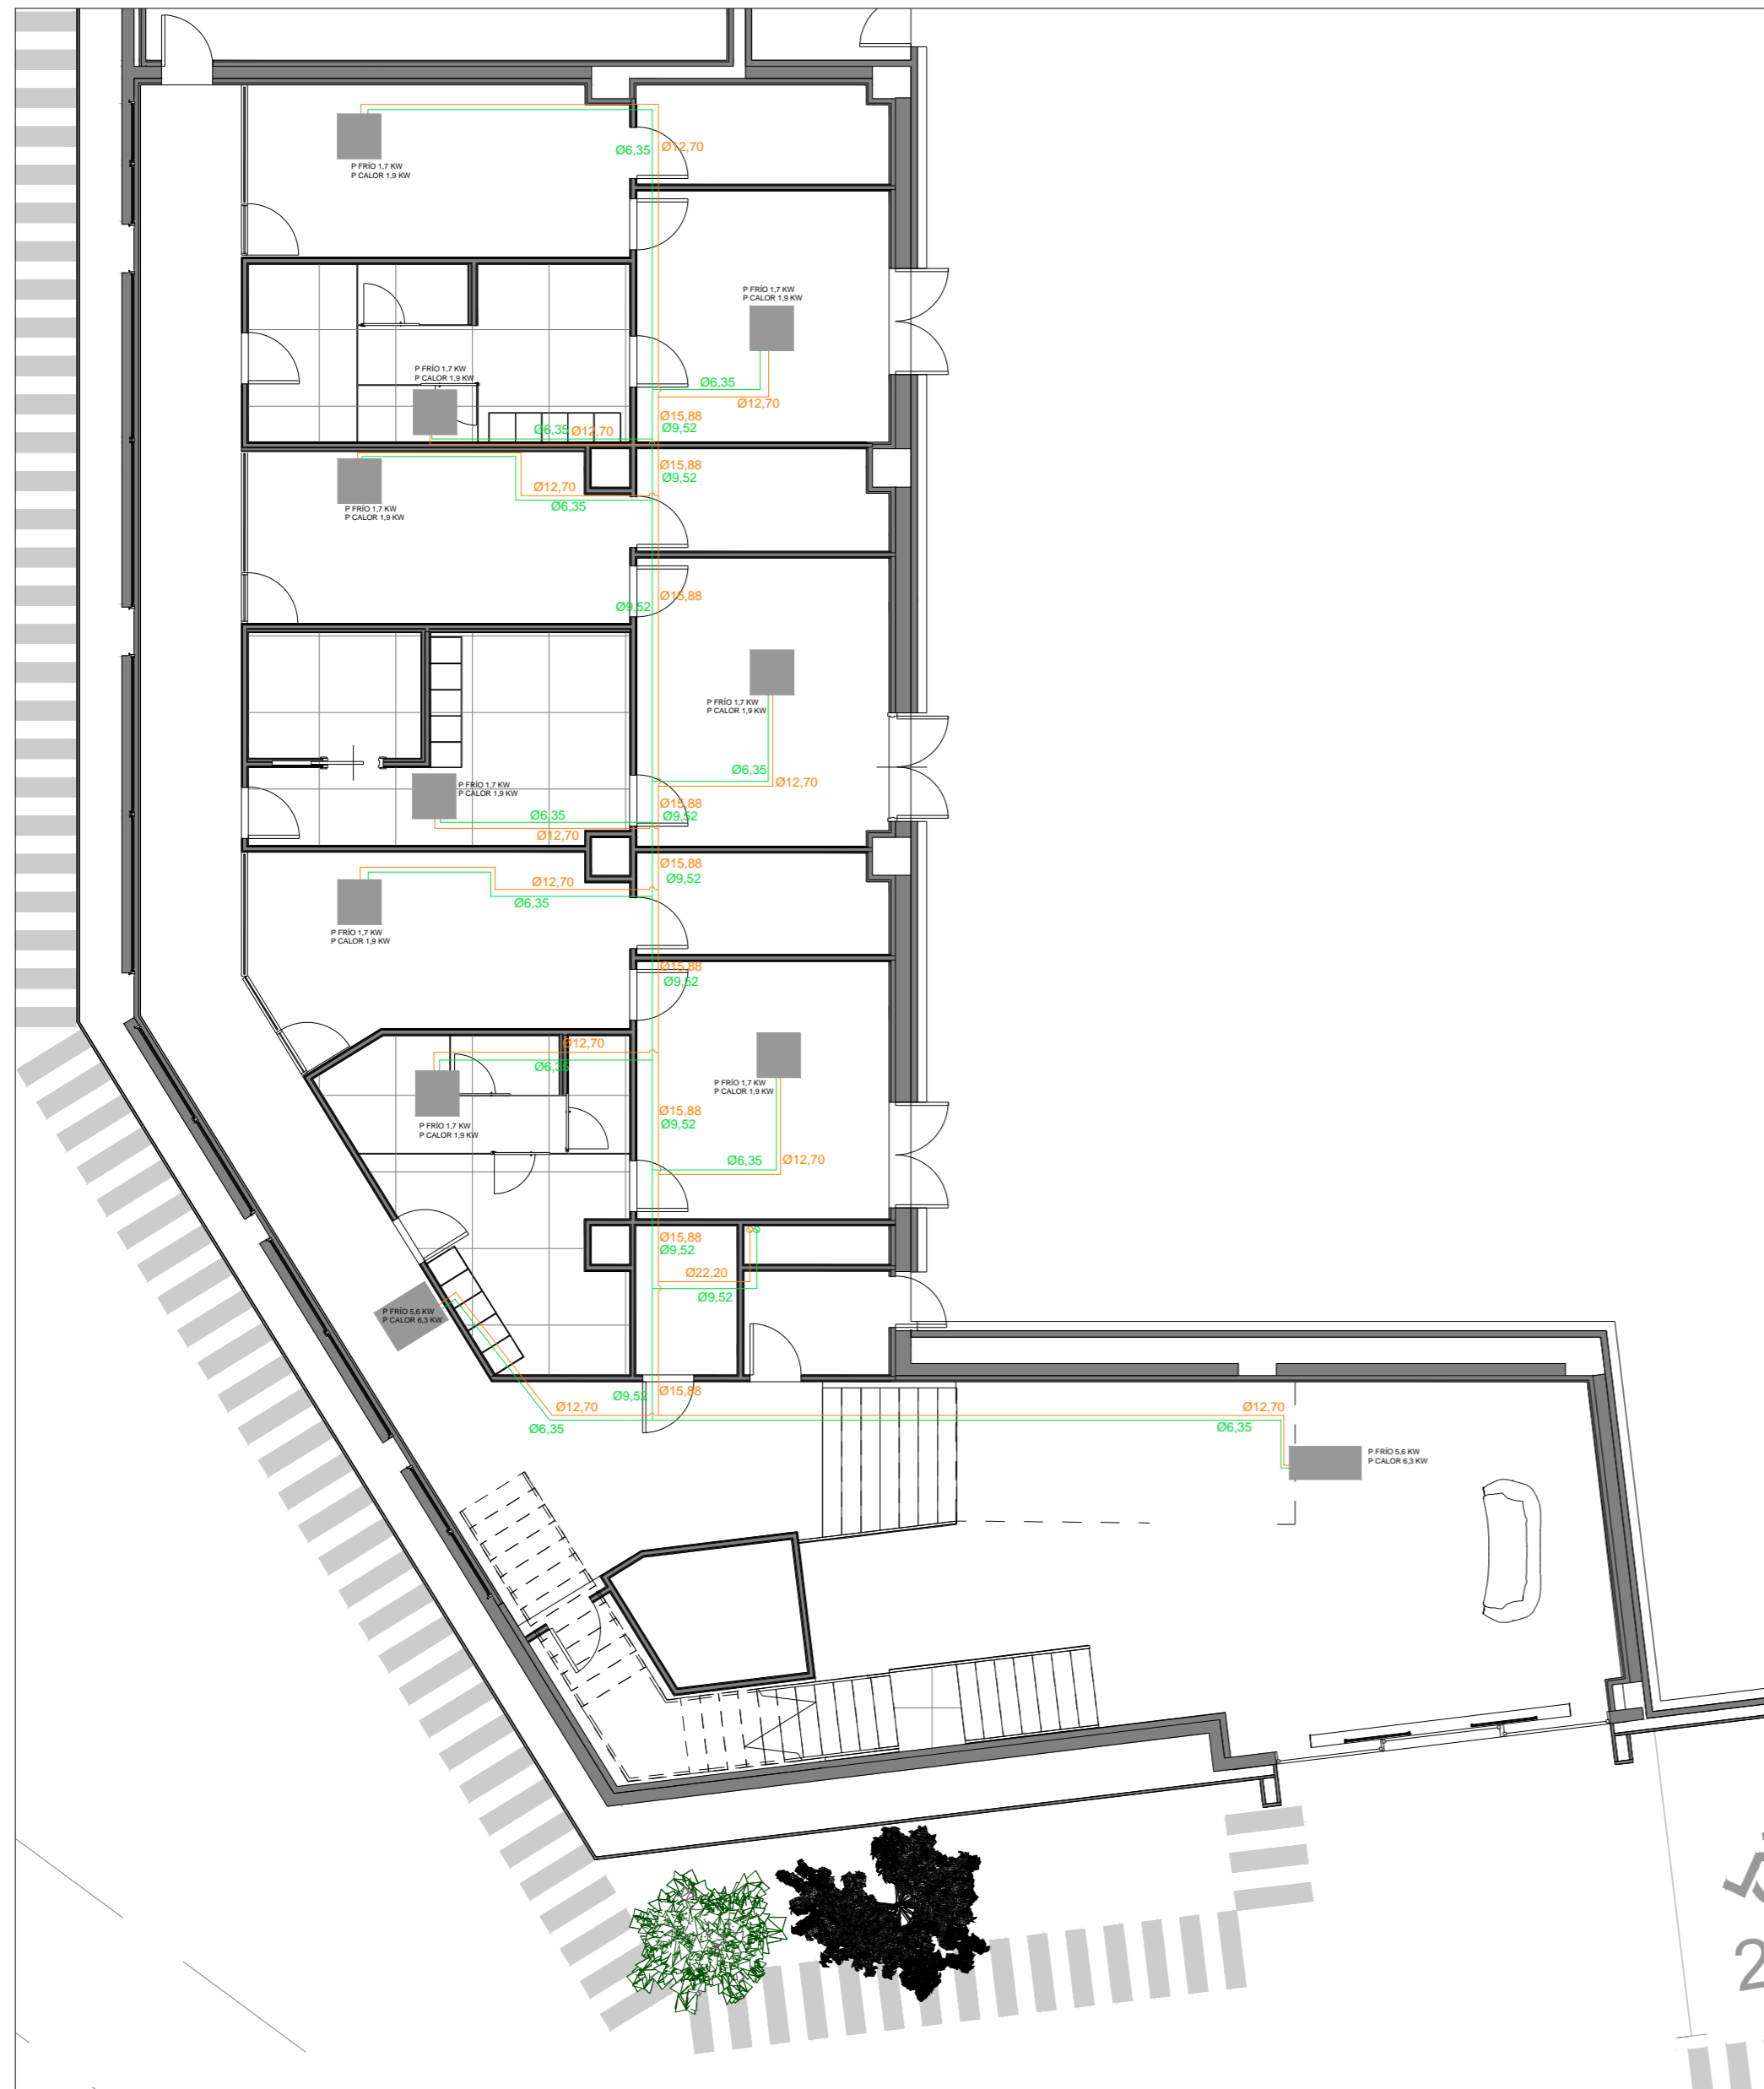 Ø6,35
Ø12,70
P FRÍO 1,7 KW
P CALOR 1,9 KW
P FRÍO 1,7 KW
P CALOR 1,9 KW
P FRÍO 1,7 KW
P CALOR 1,9 KW
Ø6,35
Ø12,70
Ø15,88
Ø9,52
Ø6,35
Ø12,70
Ø15,88
Ø9,52
Ø12,70
Ø6,35
P FRÍO 1,7 KW
P CALOR 1,9 KW
Ø9,52
Ø15,88
P FRÍO 1,7 KW
P CALOR 1,9 KW
Ø6,35
Ø12,70
P FRÍO 1,7 KW
P CALOR 1,9 KW
Ø15,88
Ø9,52
Ø6,35
Ø12,70
Ø15,88
Ø9,52
Ø12,70
Ø6,35
P FRÍO 1,7 KW
P CALOR 1,9 KW
Ø15,88
Ø9,52
Ø12,70
Ø6,35
P FRÍO 1,7 KW
P CALOR 1,9 KW
Ø15,88
Ø9,52
P FRÍO 1,7 KW
P CALOR 1,9 KW
Ø6,35
Ø12,70
Ø15,88
Ø9,52
Ø22,20
Ø9,52
P FRÍO 5,6 KW
P CALOR 6,3 KW
Ø9,52
Ø15,88
Ø12,70
Ø6,35
Ø12,70
Ø6,35
P FRÍO 5,6 KW
P CALOR 6,3 KW
2